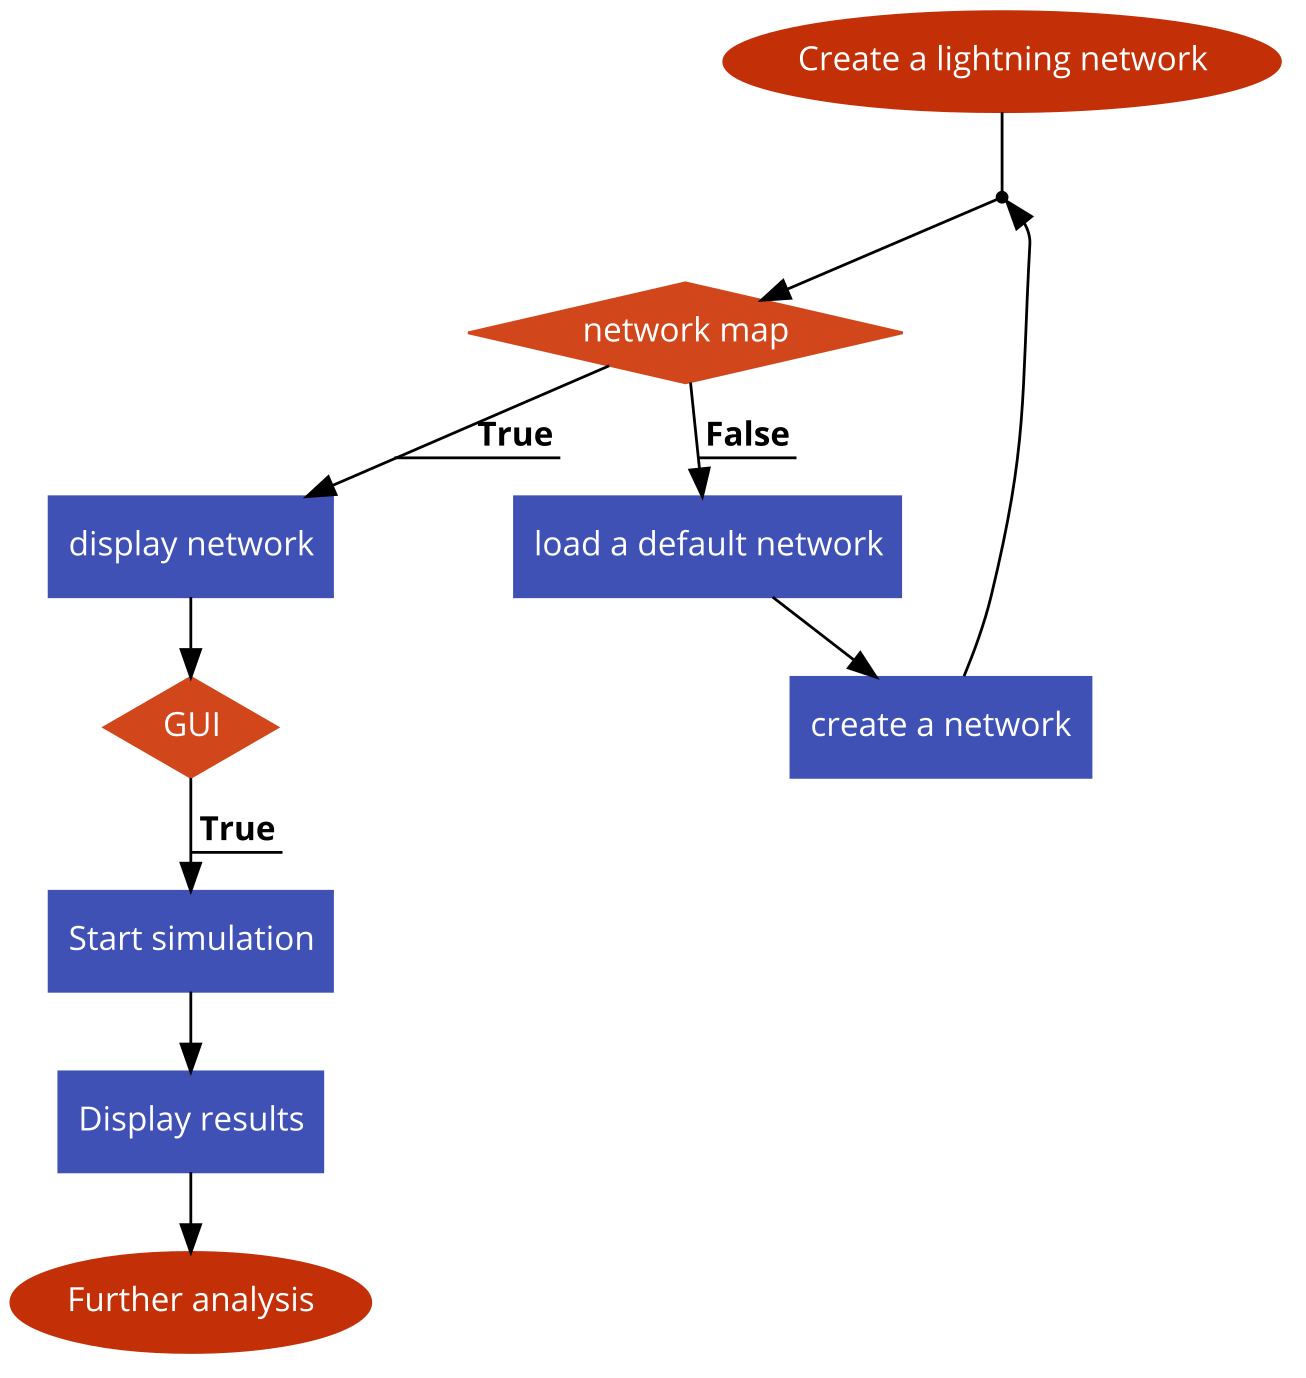 Create a lightning network
network map
True
False
display network
load a default network
GUI
create a network
True
Start simulation
Display results
Further analysis